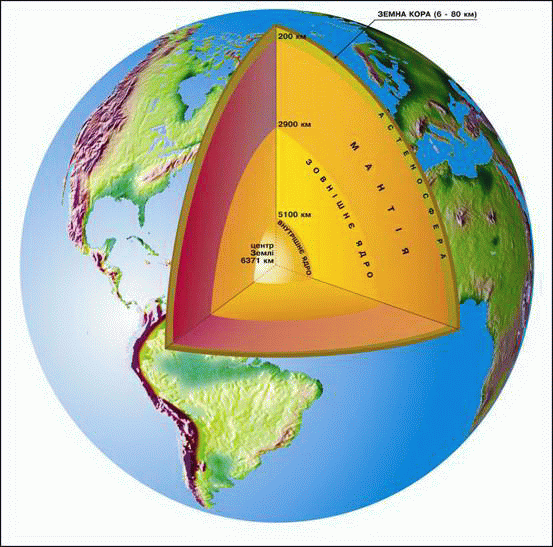 ЗЕМНА КОРА (6 - 80 км)
200 км
АСТЕНОСФЕРА
2900 км
МАНТІЯ
ЗОВНІШНЄ ЯДРО
5100 км
ВНУТРІШНЄ ЯДРО
центр
Землі
6371 км